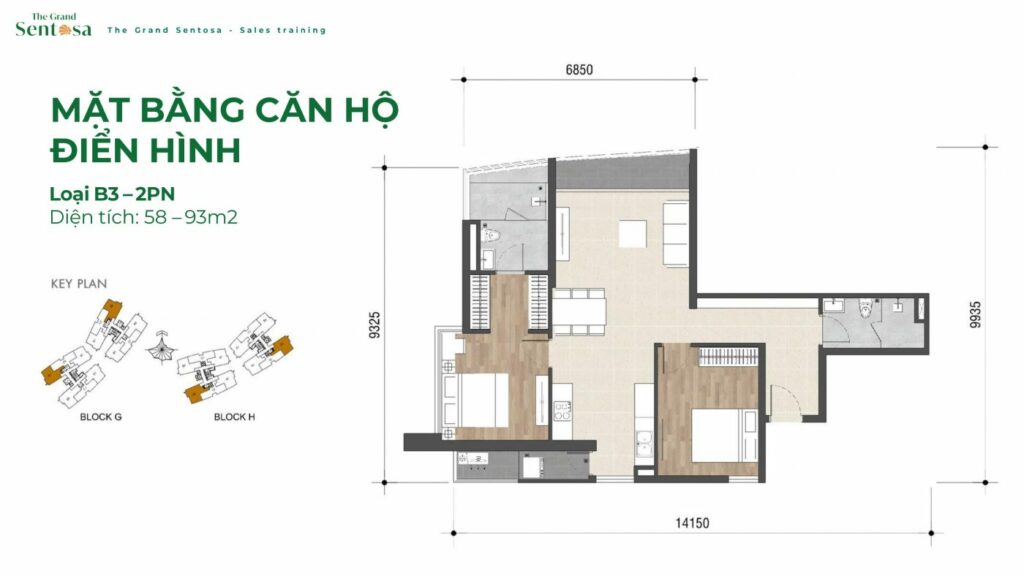 The Grand
Sentosa
The Grand Sentosa - Sales training
MẶT BẰNG CĂN HỘ
ĐIỂN HÌNH
Loại B3 – 2PN
Diện tích: 58 – 93m2
KEY PLAN
BLOCK G
BLOCK H
6850
9325
9935
14150